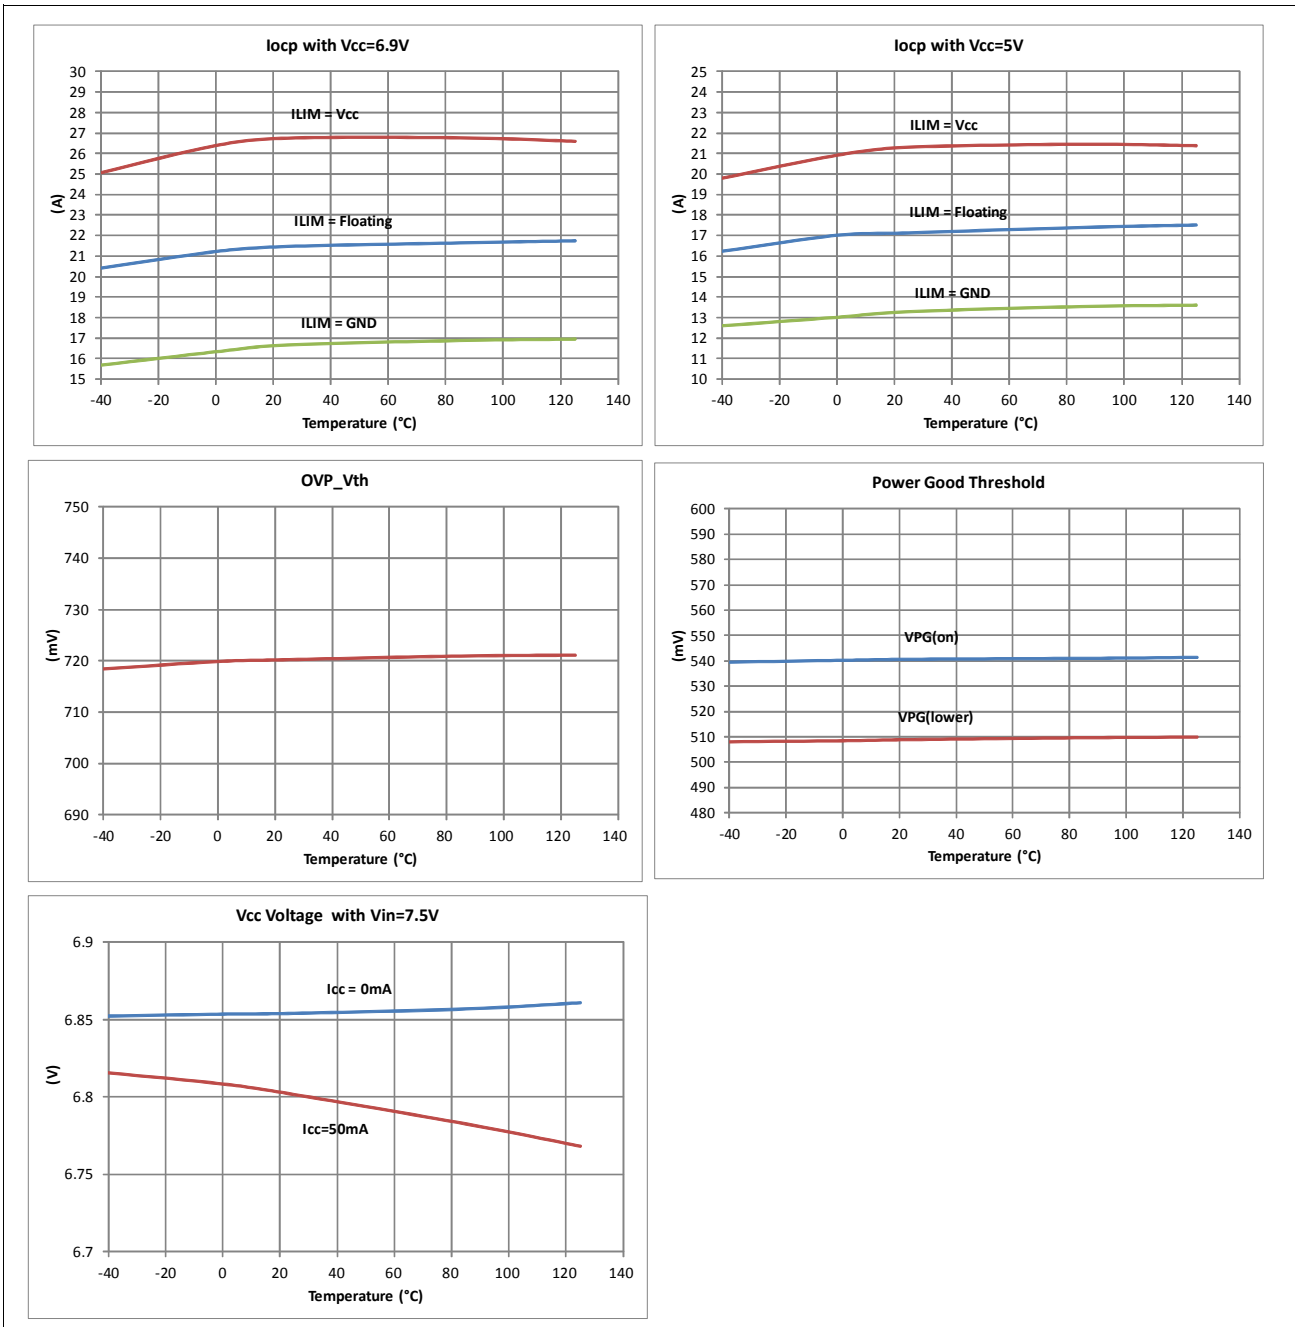 Iocp with Vcc=6.9V
30
29
28
27
26
25
24
23
22
21
20
19
18
17
16
15
(A)
ILIM = Vcc
ILIM = Floating
ILIM = GND
-40 -20 0 20 40 60 80 100 120 140
Temperature (°C)
Iocp with Vcc=5V
25
24
23
22
21
20
19
18
17
16
15
14
13
12
11
10
(A)
ILIM = Vcc
ILIM = Floating
ILIM = GND
-40 -20 0 20 40 60 80 100 120 140
Temperature (°C)
OVP_Vth
750
740
730
720
710
700
690
(mV)
-40 -20 0 20 40 60 80 100 120 140
Temperature (°C)
Power Good Threshold
600
590
580
570
560
550
540
530
520
510
500
490
480
(mV)
VPG(on)
VPG(lower)
-40 -20 0 20 40 60 80 100 120 140
Temperature (°C)
Vcc Voltage with Vin=7.5V
6.9
6.85
6.8
6.75
6.7
(V)
Icc = 0mA
Icc=50mA
-40 -20 0 20 40 60 80 100 120 140
Temperature (°C)